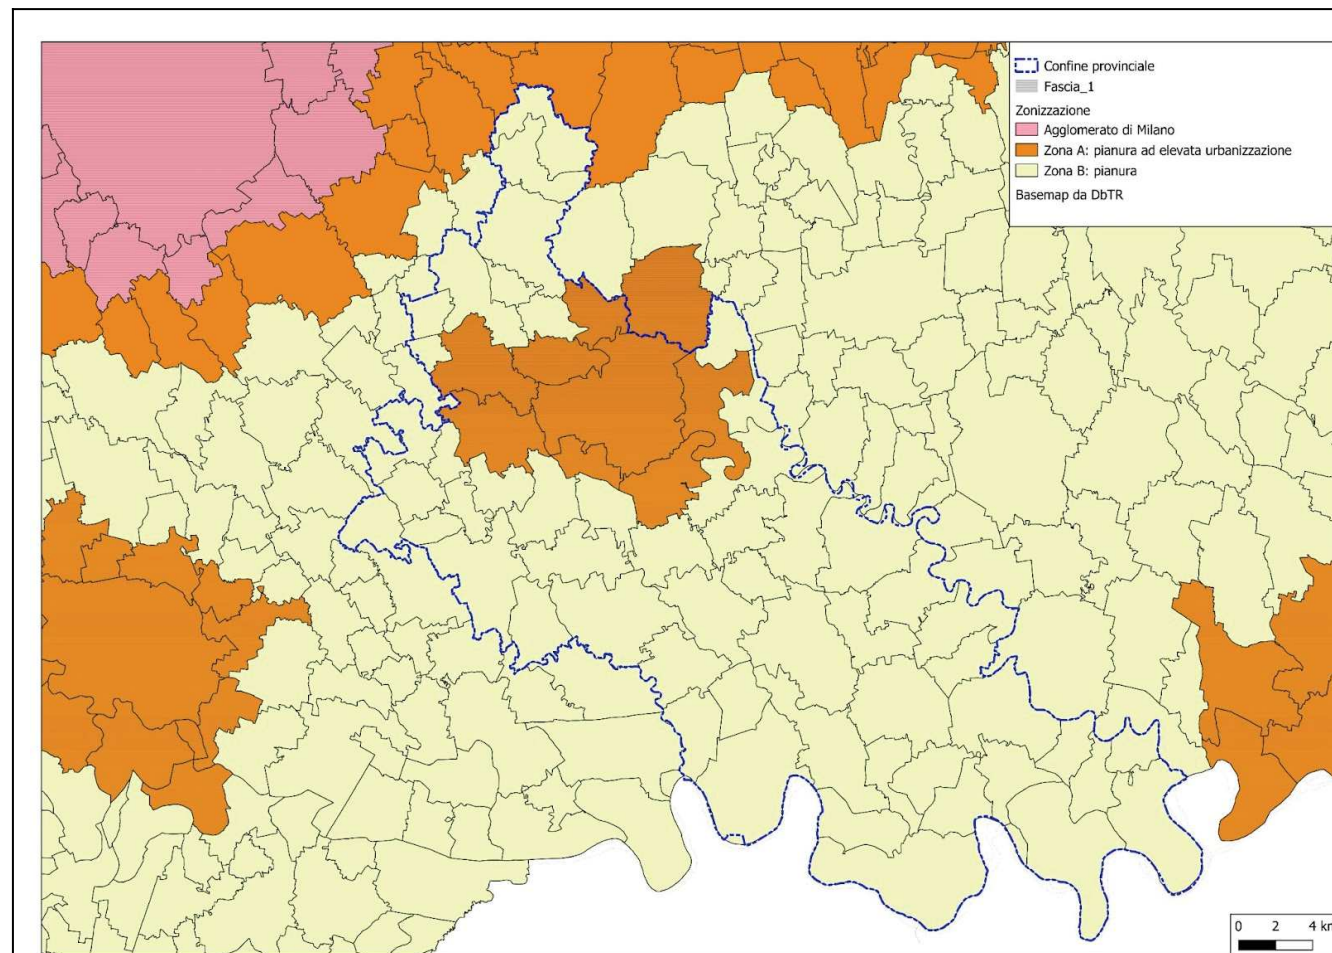 Confine provinciale
Fascia_1
Zonizzazione
Agglomerato di Milano
Zona A: pianura ad elevata urbanizzazione
Zona B: pianura
Basemap da DbTR
0 2 4 km